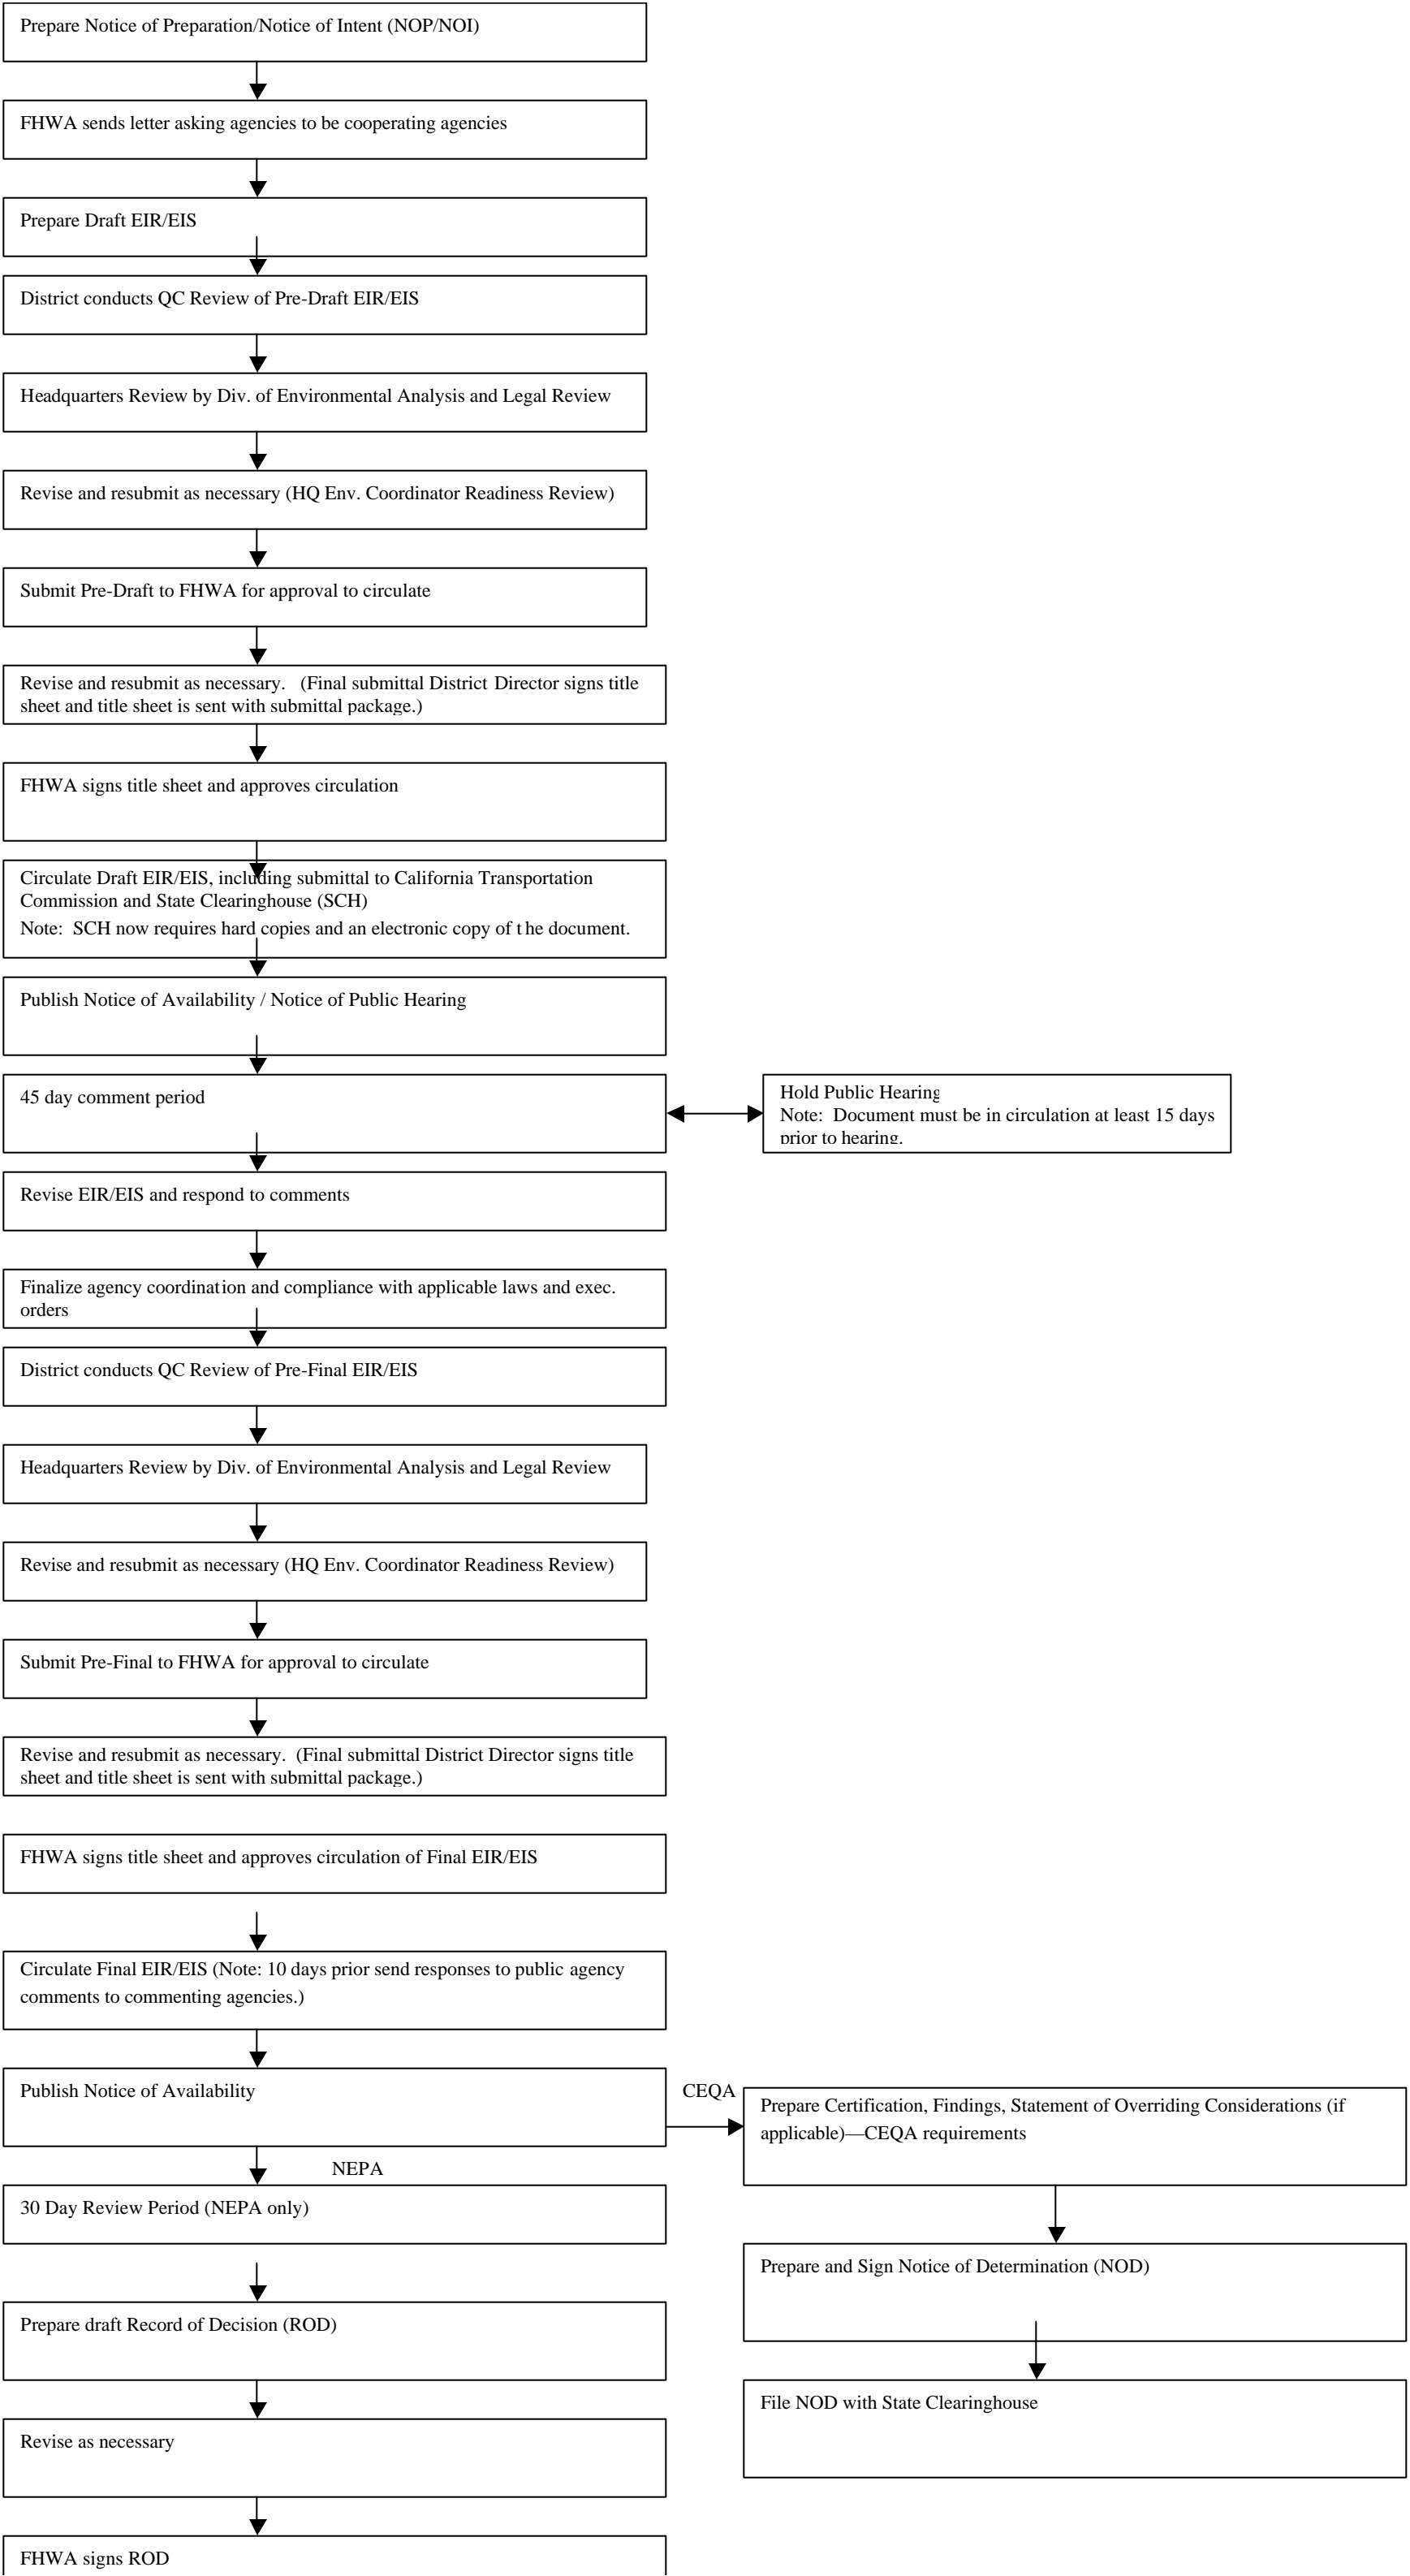 Prepare Notice of Preparation/Notice of Intent (NOP/NOI)
FHWA sends letter asking agencies to be cooperating agencies
Prepare Draft EIR/EIS
District conducts QC Review of Pre-Draft EIR/EIS
Headquarters Review by Div. of Environmental Analysis and Legal Review
Revise and resubmit as necessary (HQ Env. Coordinator Readiness Review)
Submit Pre-Draft to FHWA for approval to circulate
Revise and resubmit as necessary. (Final submittal District Director signs title
sheet and title sheet is sent with submittal package.)
FHWA signs title sheet and approves circulation
Circulate Draft EIR/EIS, including submittal to California Transportation
Commission and State Clearinghouse (SCH)
Note: SCH now requires hard copies and an electronic copy of t he document.
Publish Notice of Availability / Notice of Public Hearing
45 day comment period
Hold Public Hearing
Note: Document must be in circulation at least 15 days
prior to hearing.
Revise EIR/EIS and respond to comments
Finalize agency coordination and compliance with applicable laws and exec.
orders
District conducts QC Review of Pre-Final EIR/EIS
Headquarters Review by Div. of Environmental Analysis and Legal Review
Revise and resubmit as necessary (HQ Env. Coordinator Readiness Review)
Submit Pre-Final to FHWA for approval to circulate
Revise and resubmit as necessary. (Final submittal District Director signs title
sheet and title sheet is sent with submittal package.)
FHWA signs title sheet and approves circulation of Final EIR/EIS
Circulate Final EIR/EIS (Note: 10 days prior send responses to public agency
comments to commenting agencies.)
Publish Notice of Availability
CEQA
Prepare Certification, Findings, Statement of Overriding Considerations (if
applicable)—CEQA requirements
NEPA
30 Day Review Period (NEPA only)
Prepare and Sign Notice of Determination (NOD)
Prepare draft Record of Decision (ROD)
File NOD with State Clearinghouse
Revise as necessary
FHWA signs ROD